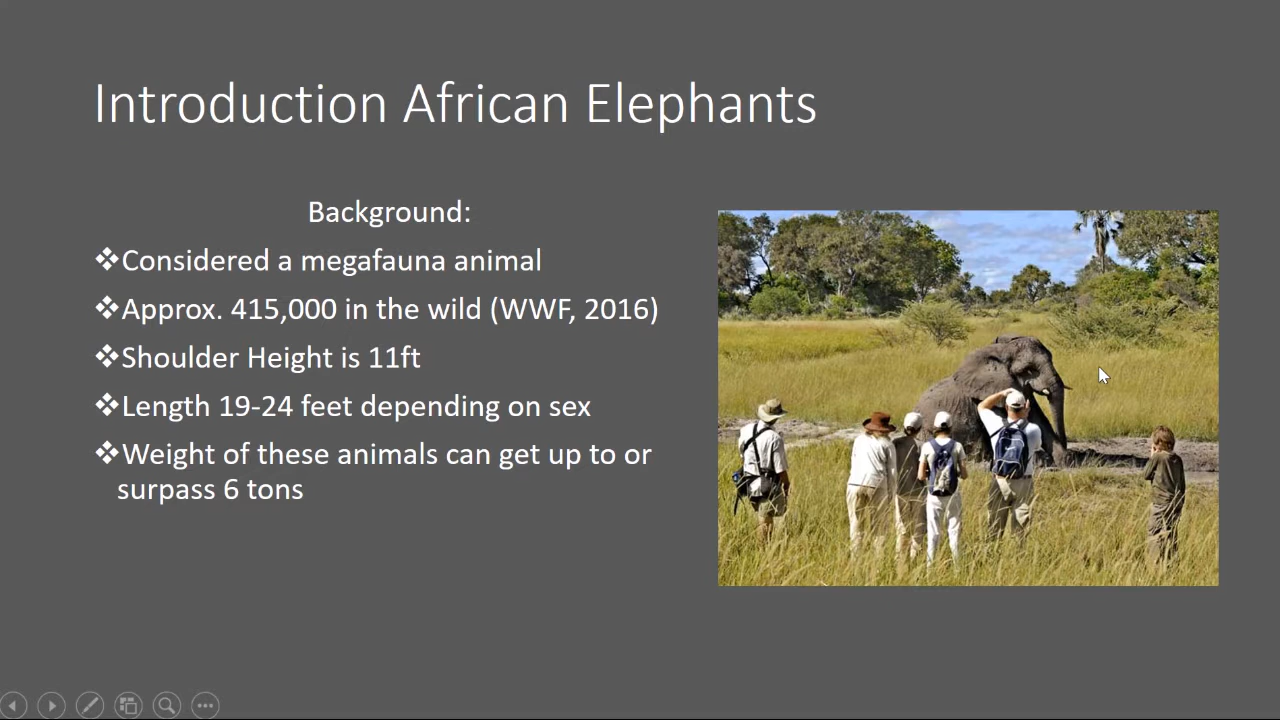 Introduction African Elephants
Background:
❖Considered a megafauna animal
❖Approx. 415,000 in the wild (WWF, 2016)
❖Shoulder Height is 11ft
❖Length 19-24 feet depending on sex
❖Weight of these animals can get up to or
surpass 6 tons